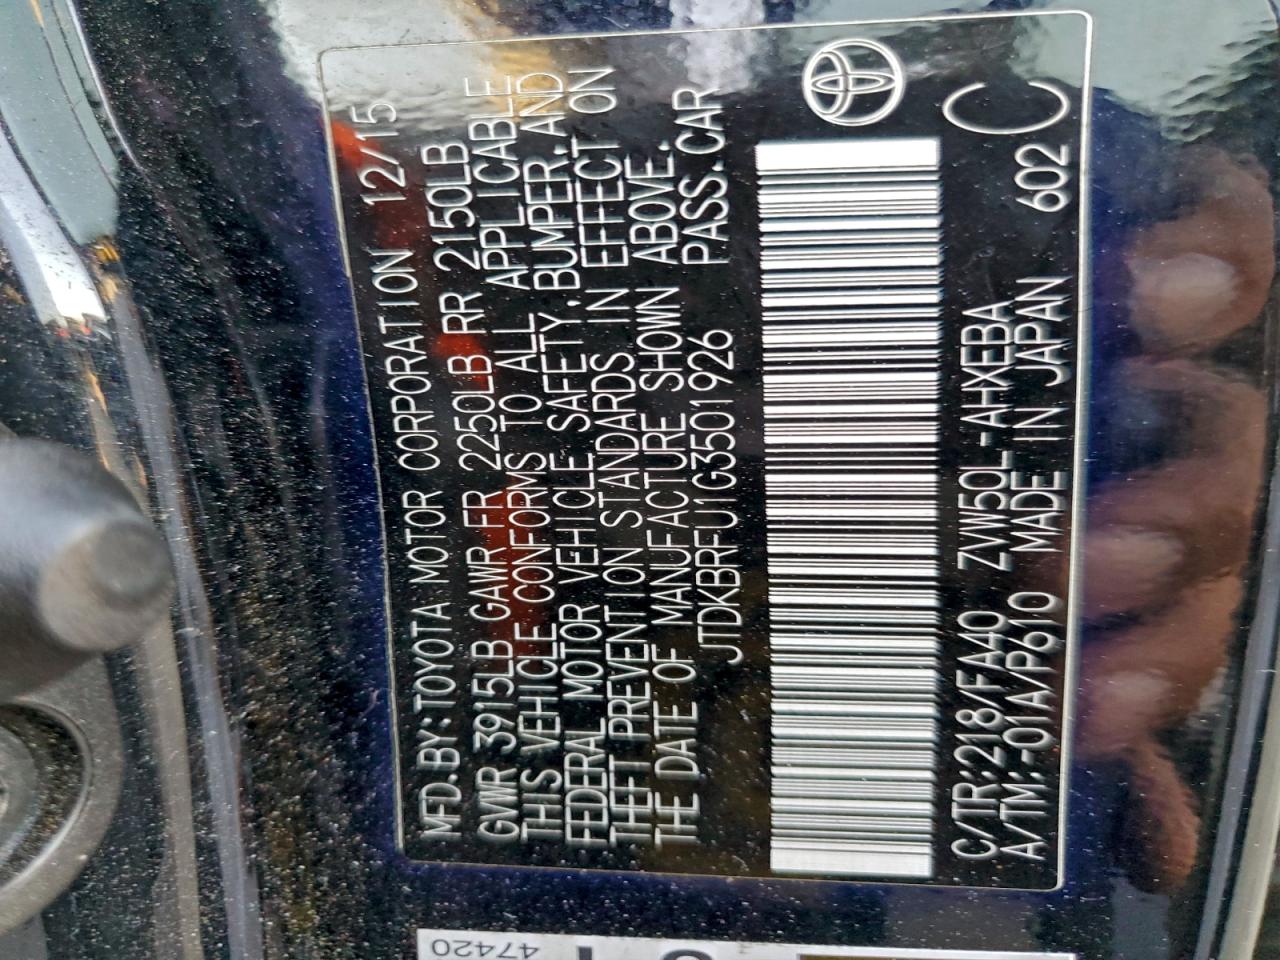 MFD.BY:TOYOTA MOTOR CORPORATION 12/15
GVWR 3915LB GAWR FR 2250LB RR 2150LB
THIS VEHICLE CONFORMS TO ALL APPLICABLE
FEDERAL MOTOR VEHICLE SAFETY,BUMPER,AND
THEFT PREVENTION STANDARDS IN EFFECT ON
THE DATE OF MANUFACTURE SHOWN ABOVE.
JTDKBRFU1G3501926 PASS.CAR
C/TR:218/FA40 ZVW50L-AHXEBA
A/TM:-01A/P610 MADE IN JAPAN 602 C
47420